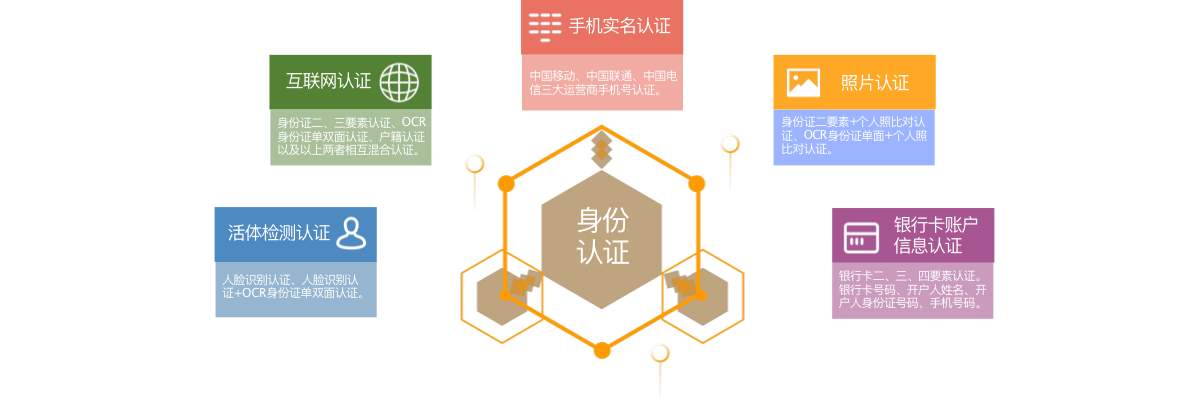 手机实名认证
中国移动、中国联通、中国电
信三大运营商手机号认证。
互联网认证
身份证二、三要素认证、OCR
身份证单双面认证、户籍认证
以及以上两者相互混合认证。
照片认证
身份证二要素+个人照比对认
证、OCR身份证单面+个人照
比对认证。
活体检测认证
人脸识别认证、人脸识别认
证+OCR身份证单双面认证。
身份
认证
银行卡账户
信息认证
银行卡二、三、四要素认证。
银行卡号码、开户人姓名、开
户人身份证号码、手机号码。